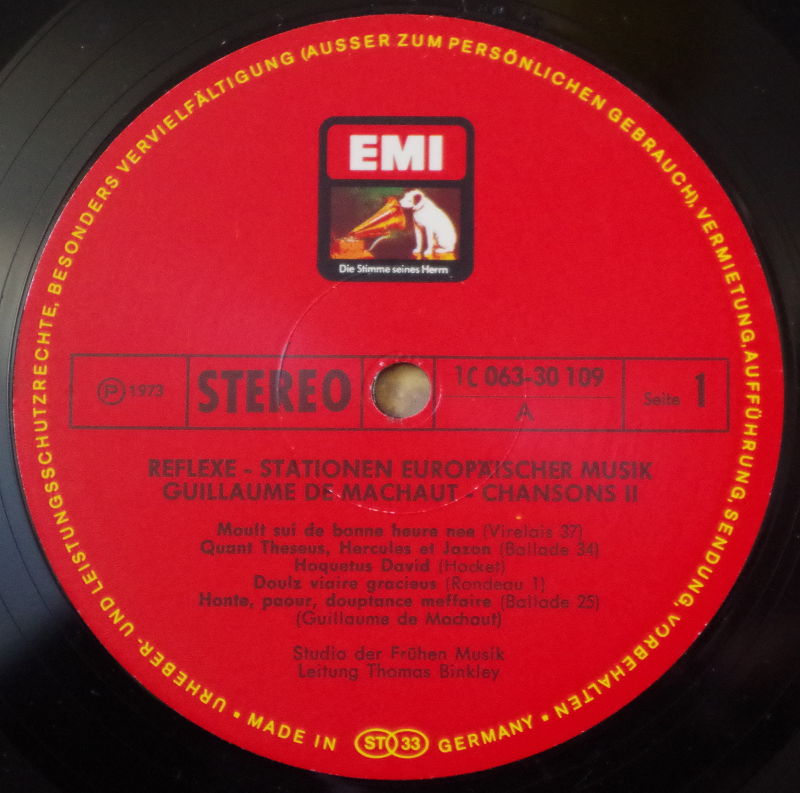 URHEBER- UND LEISTUNGSSCHUTZRECHTE, BESONDERS VERVIELFÄLTIGUNG (AUSSER ZUM PERSÖNLICHEN GEBRAUCH), VERMIETUNG, AUFFÜHRUNG, SENDUNG, VORBEHALTEN
EMI
Die Stimme seines Herrn
Ⓟ 1973 STEREO 1C 063-30 109 Seite 1
A
REFLEXE - STATIONEN EUROPÄISCHER MUSIK
GUILLAUME DE MACHAUT - CHANSONS II
Moult sui de bonne heure nee (Virelais 37)
Quant Theseus, Hercules et Jazon (Ballade 34)
Hoquetus David (Hocket)
Doulz viaire gracieus (Rondeau 1)
Honte, paour, douptance meffaire (Ballade 25)
(Guillaume de Machaut)
Studio der Frühen Musik
Leitung Thomas Binkley
▪ MADE IN ST 33 GERMANY ▪